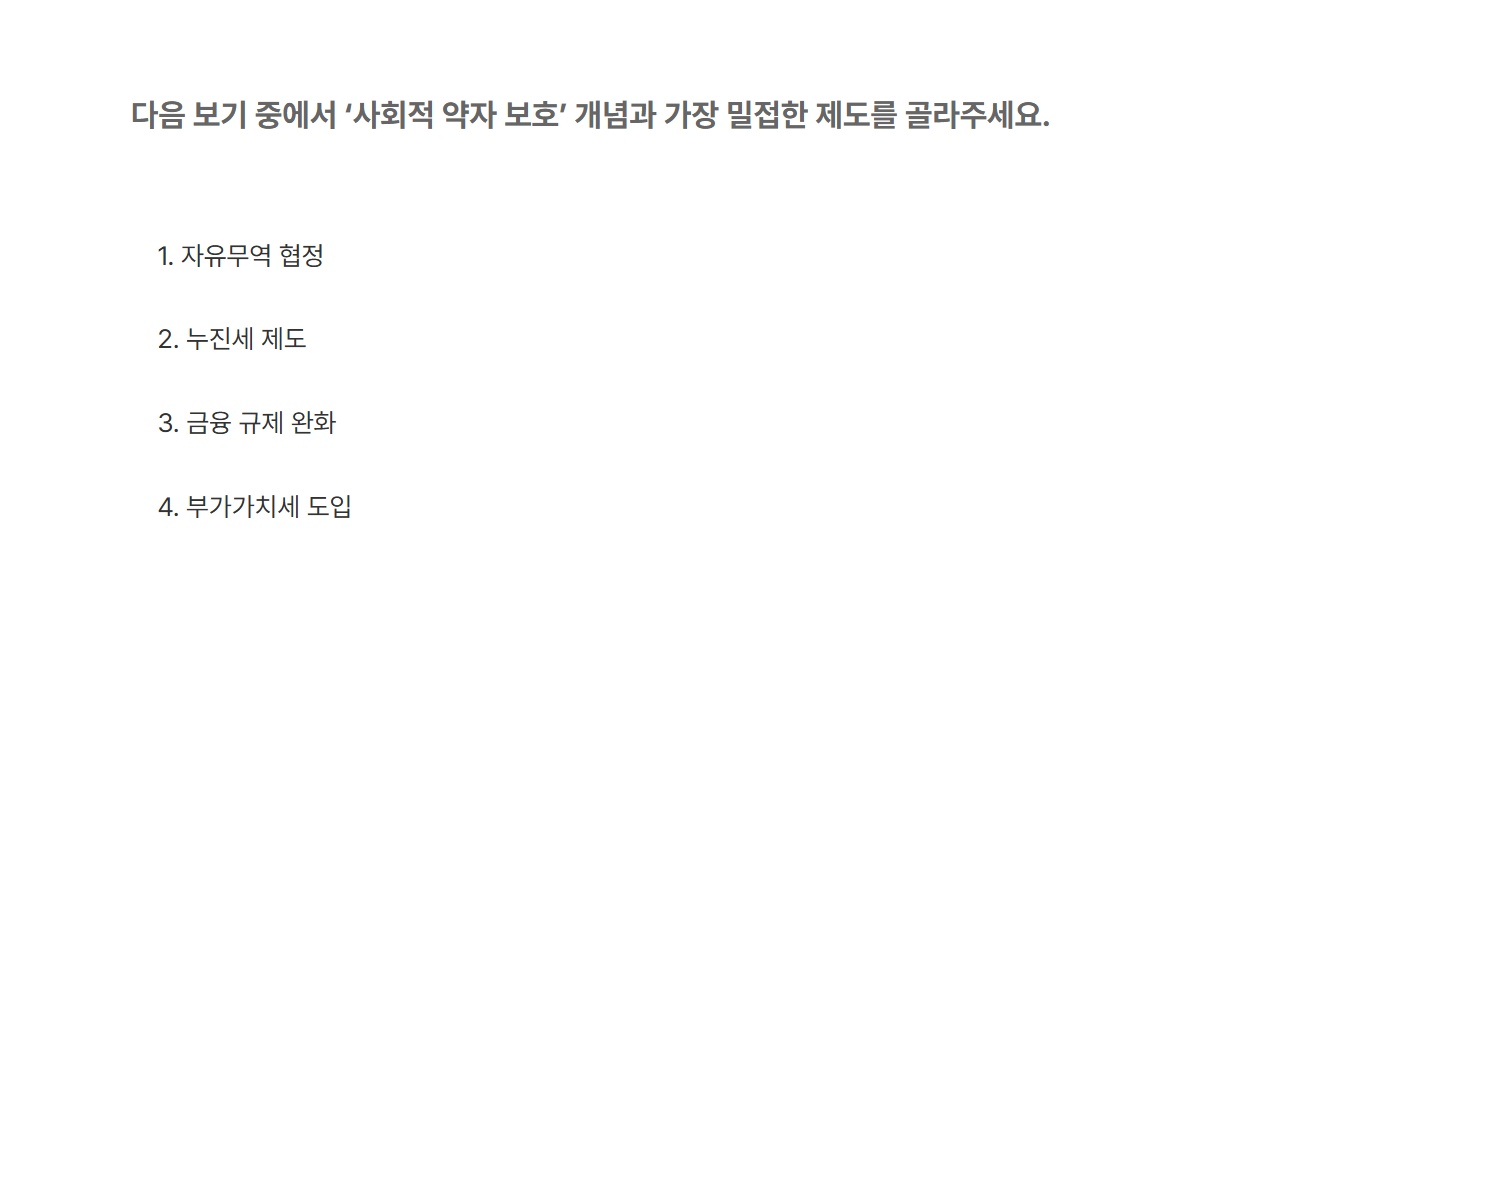 다음 보기 중에서 ‘사회적 약자 보호’ 개념과 가장 밀접한 제도를 골라주세요.
1. 자유무역 협정
2. 누진세 제도
3. 금융 규제 완화
4. 부가가치세 도입